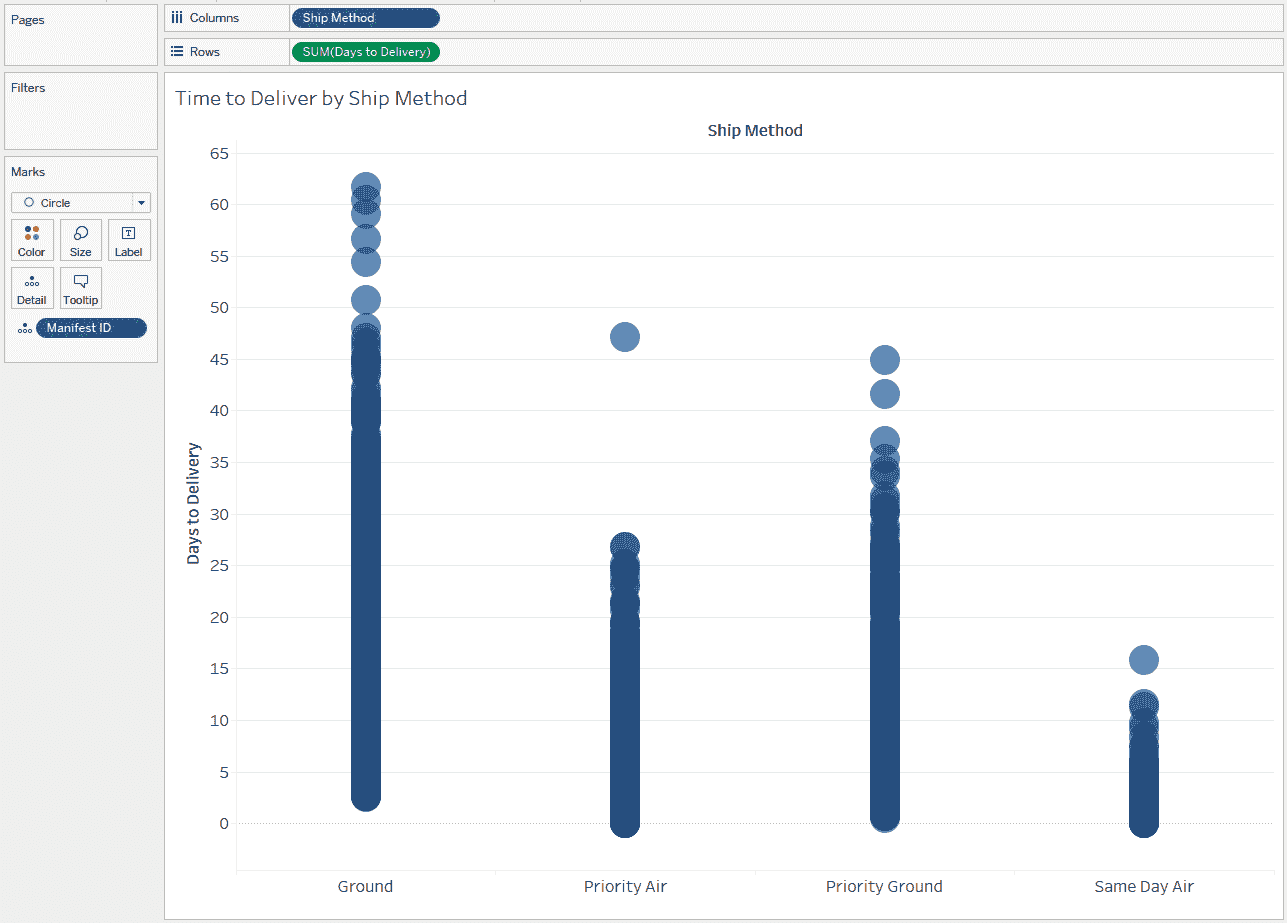 Pages
Columns
Ship Method
Rows
SUM(Days to Delivery)
Filters
Marks
Circle
Color
Size
Label
Detail
Tooltip
Manifest ID
Time to Deliver by Ship Method
Ship Method
65
60
55
50
45
40
35
30
25
20
15
10
5
0
Days to Delivery
Ground
Priority Air
Priority Ground
Same Day Air